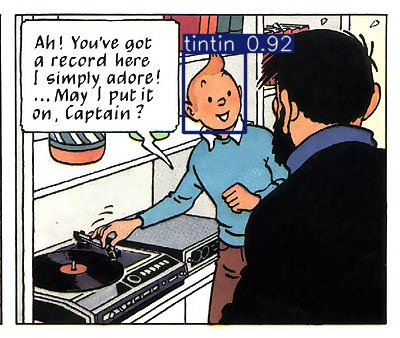 Ah! You've got
a record here
I simply adore!
...May I put it
on, Captain?
tintin 0.92